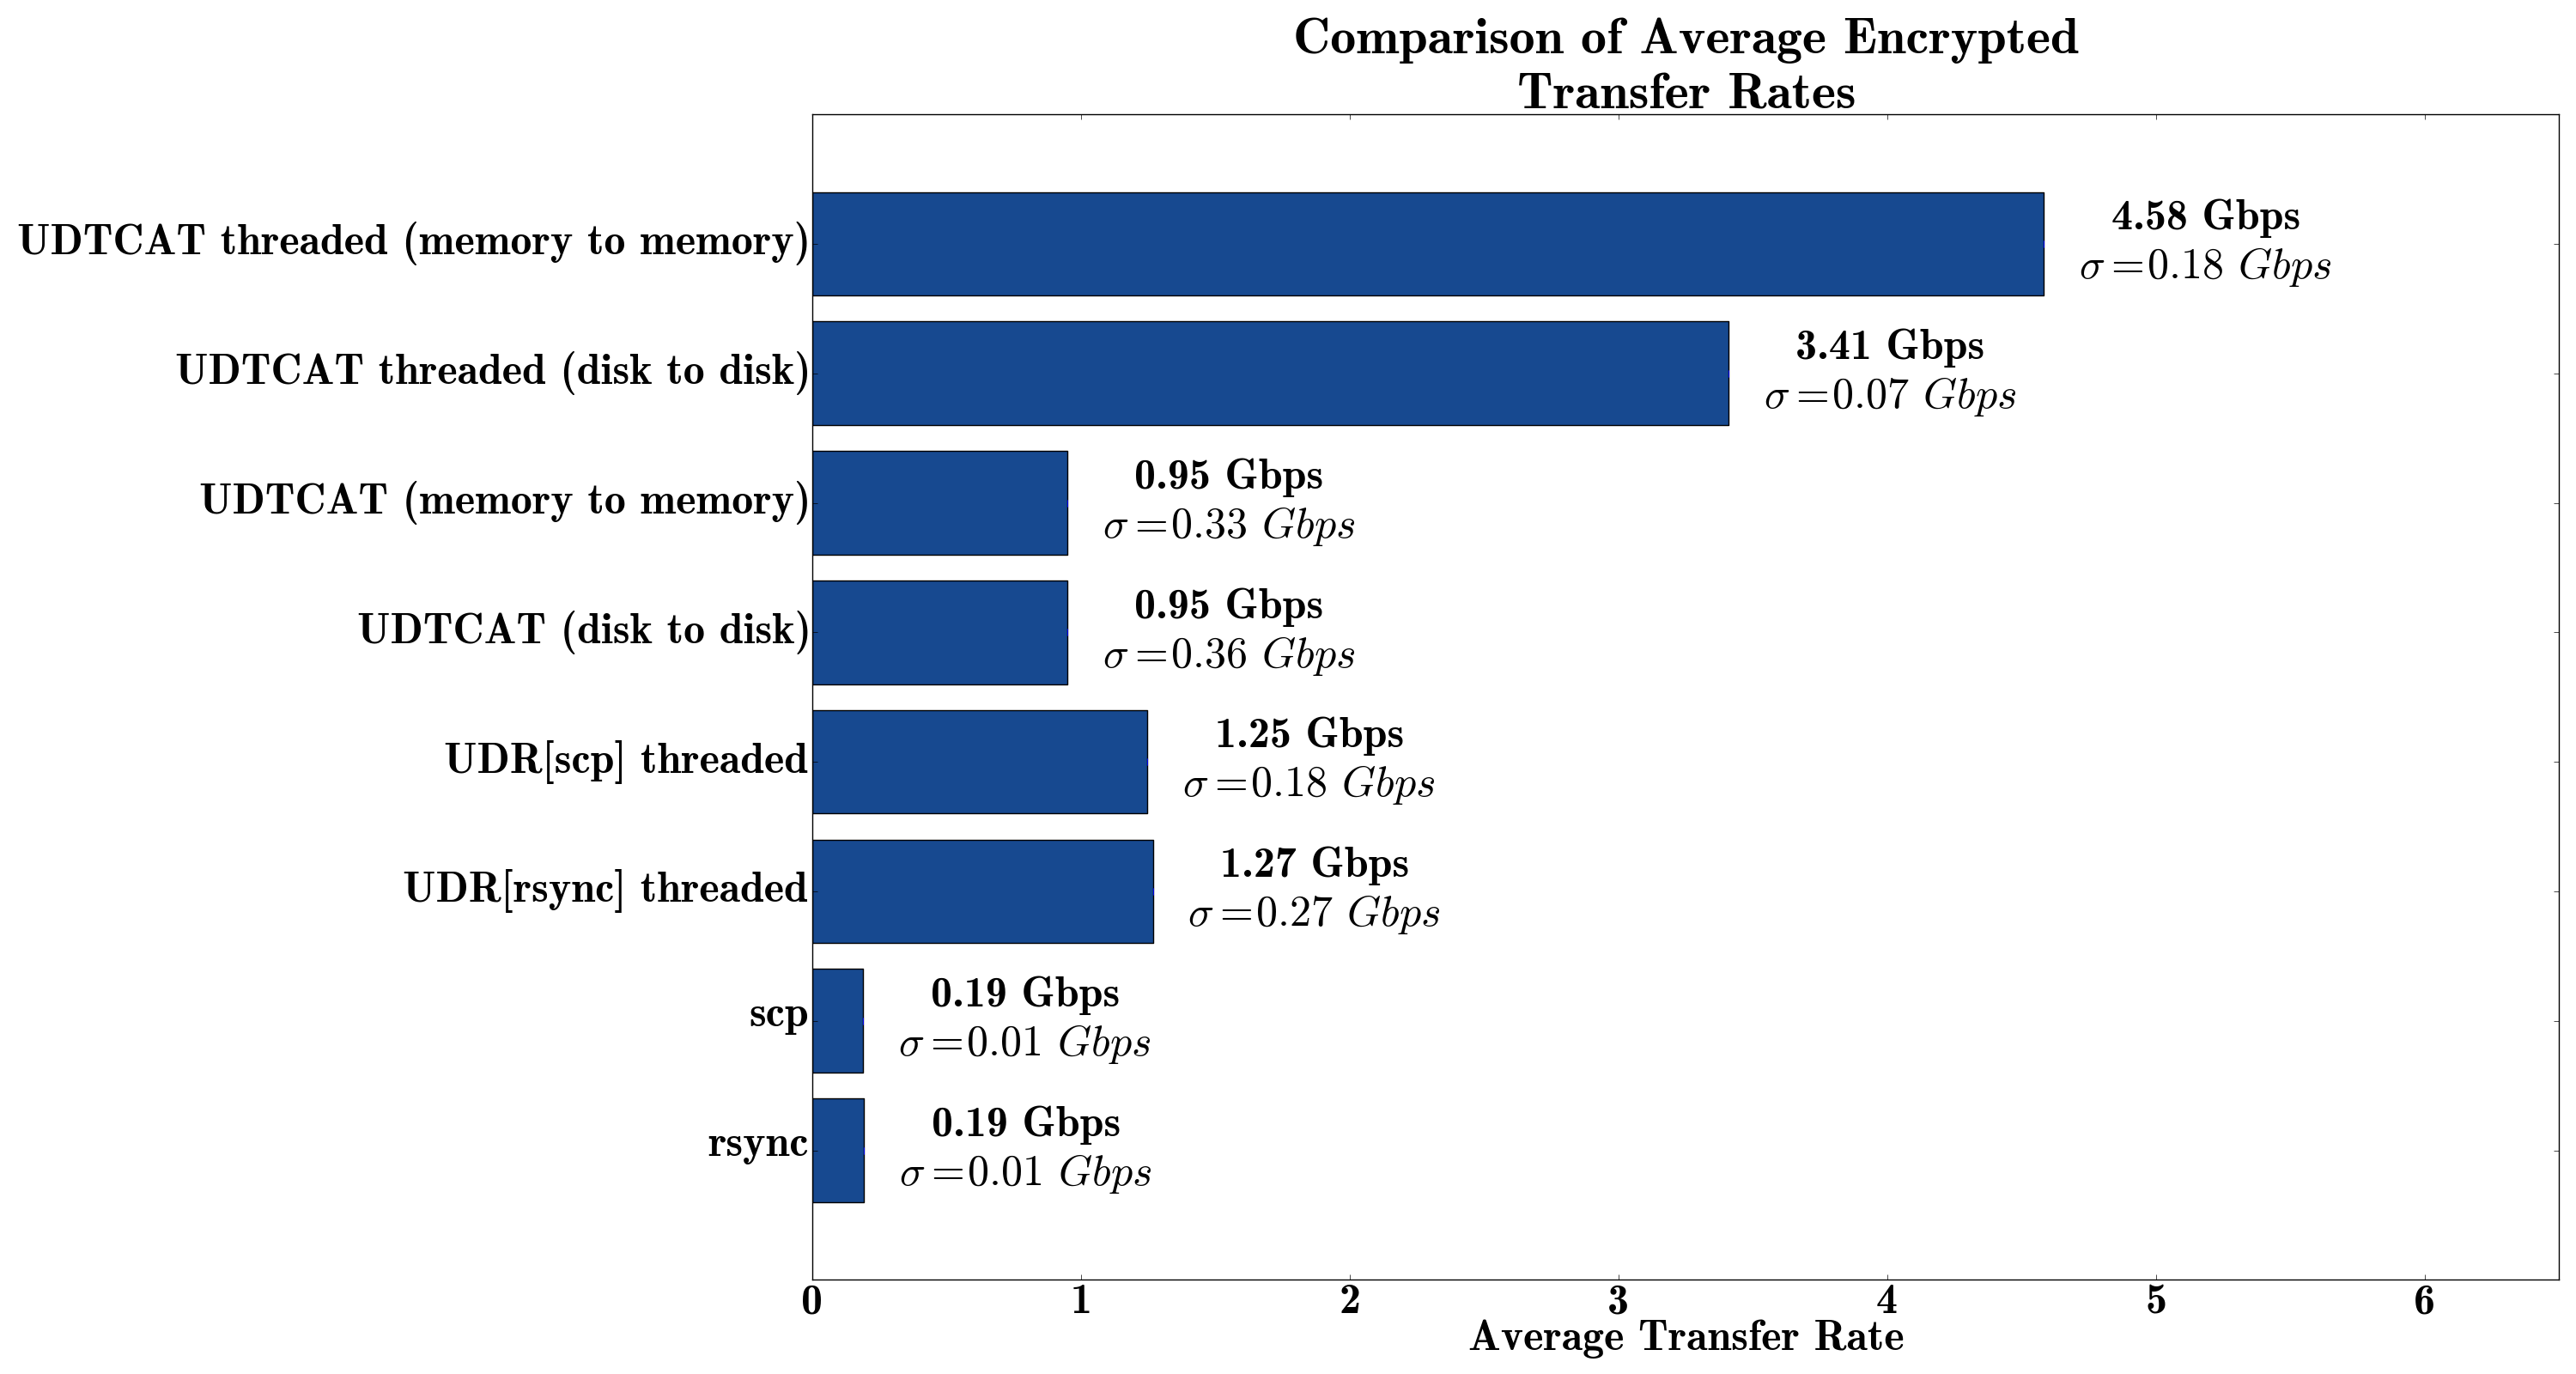 Comparison of Average Encrypted
Transfer Rates
UDTCAT threaded (memory to memory)
4.58 Gbps
σ=0.18 Gbps
UDTCAT threaded (disk to disk)
3.41 Gbps
σ=0.07 Gbps
UDTCAT (memory to memory)
0.95 Gbps
σ=0.33 Gbps
UDTCAT (disk to disk)
0.95 Gbps
σ=0.36 Gbps
UDR[scp] threaded
1.25 Gbps
σ=0.18 Gbps
UDR[rsync] threaded
1.27 Gbps
σ=0.27 Gbps
scp
0.19 Gbps
σ=0.01 Gbps
rsync
0.19 Gbps
σ=0.01 Gbps
0 1 2 3 4 5 6
Average Transfer Rate